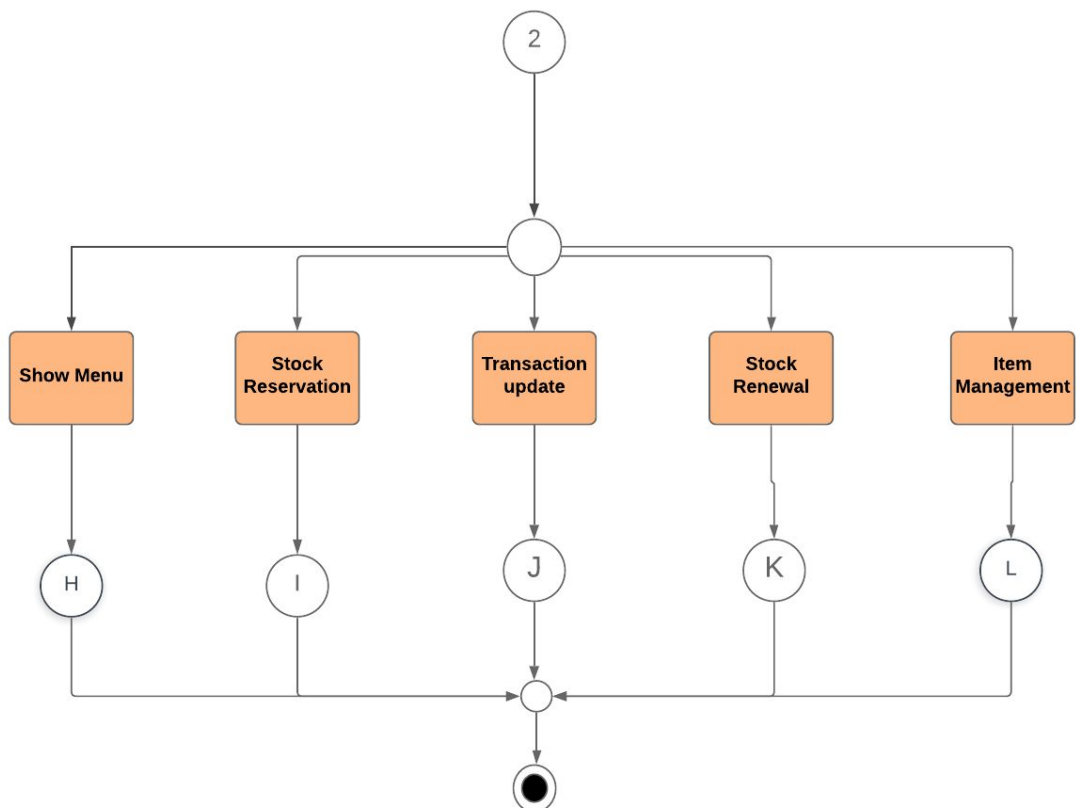 2
Show Menu
Stock
Reservation
Transaction
update
Stock
Renewal
Item
Management
H
I
J
K
L